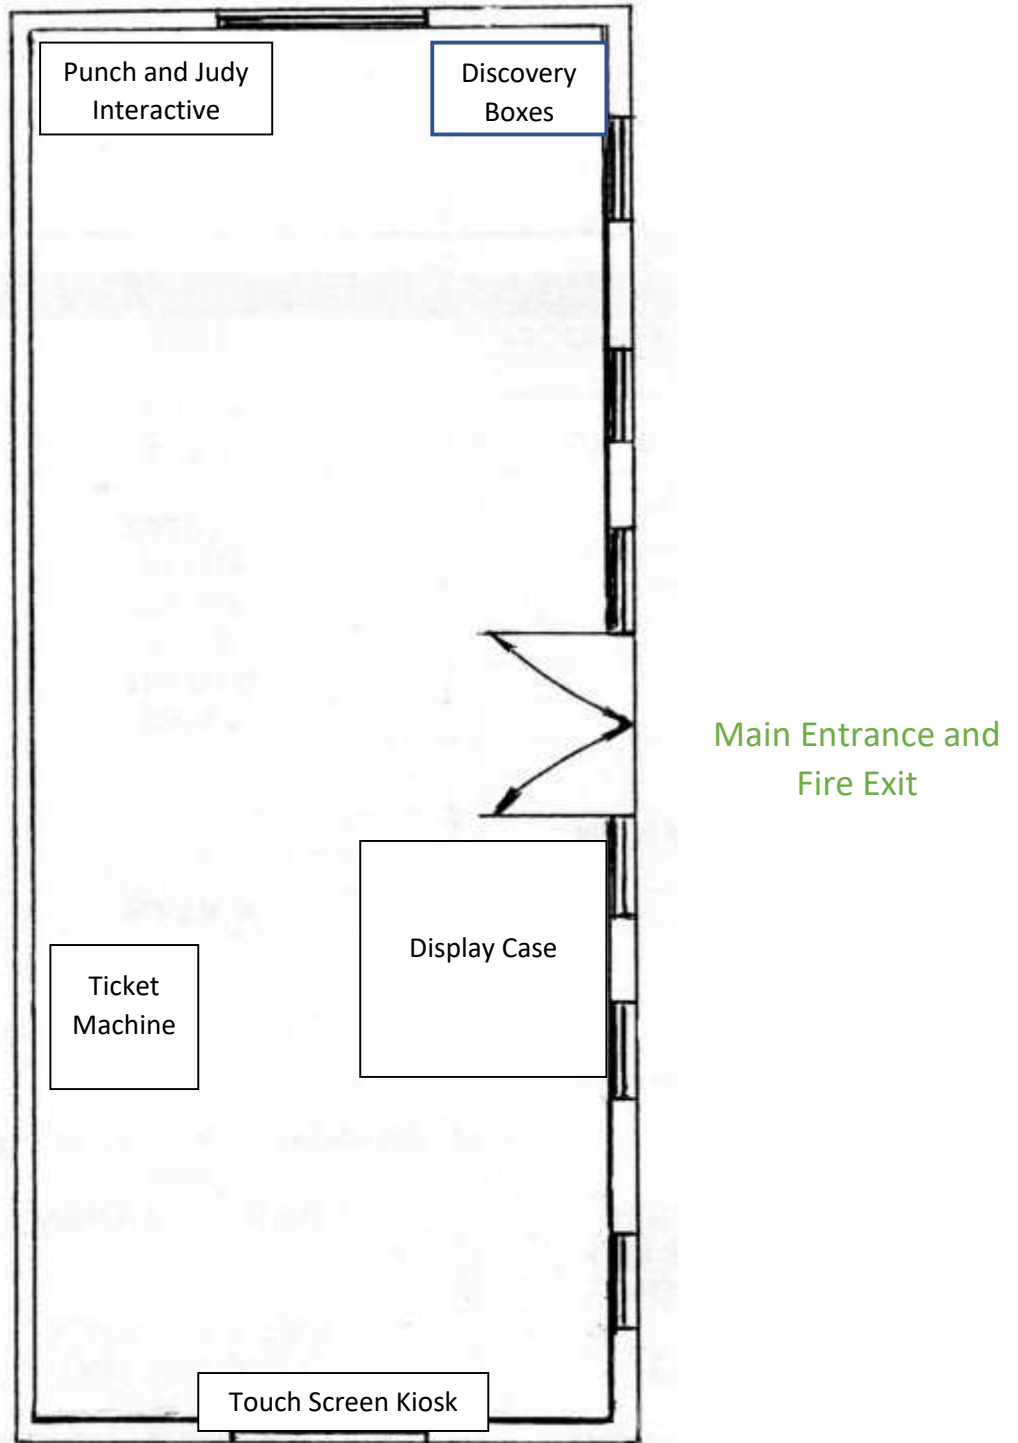 Punch and Judy
Interactive
Discovery
Boxes
Main Entrance and
Fire Exit
Display Case
Ticket
Machine
Touch Screen Kiosk